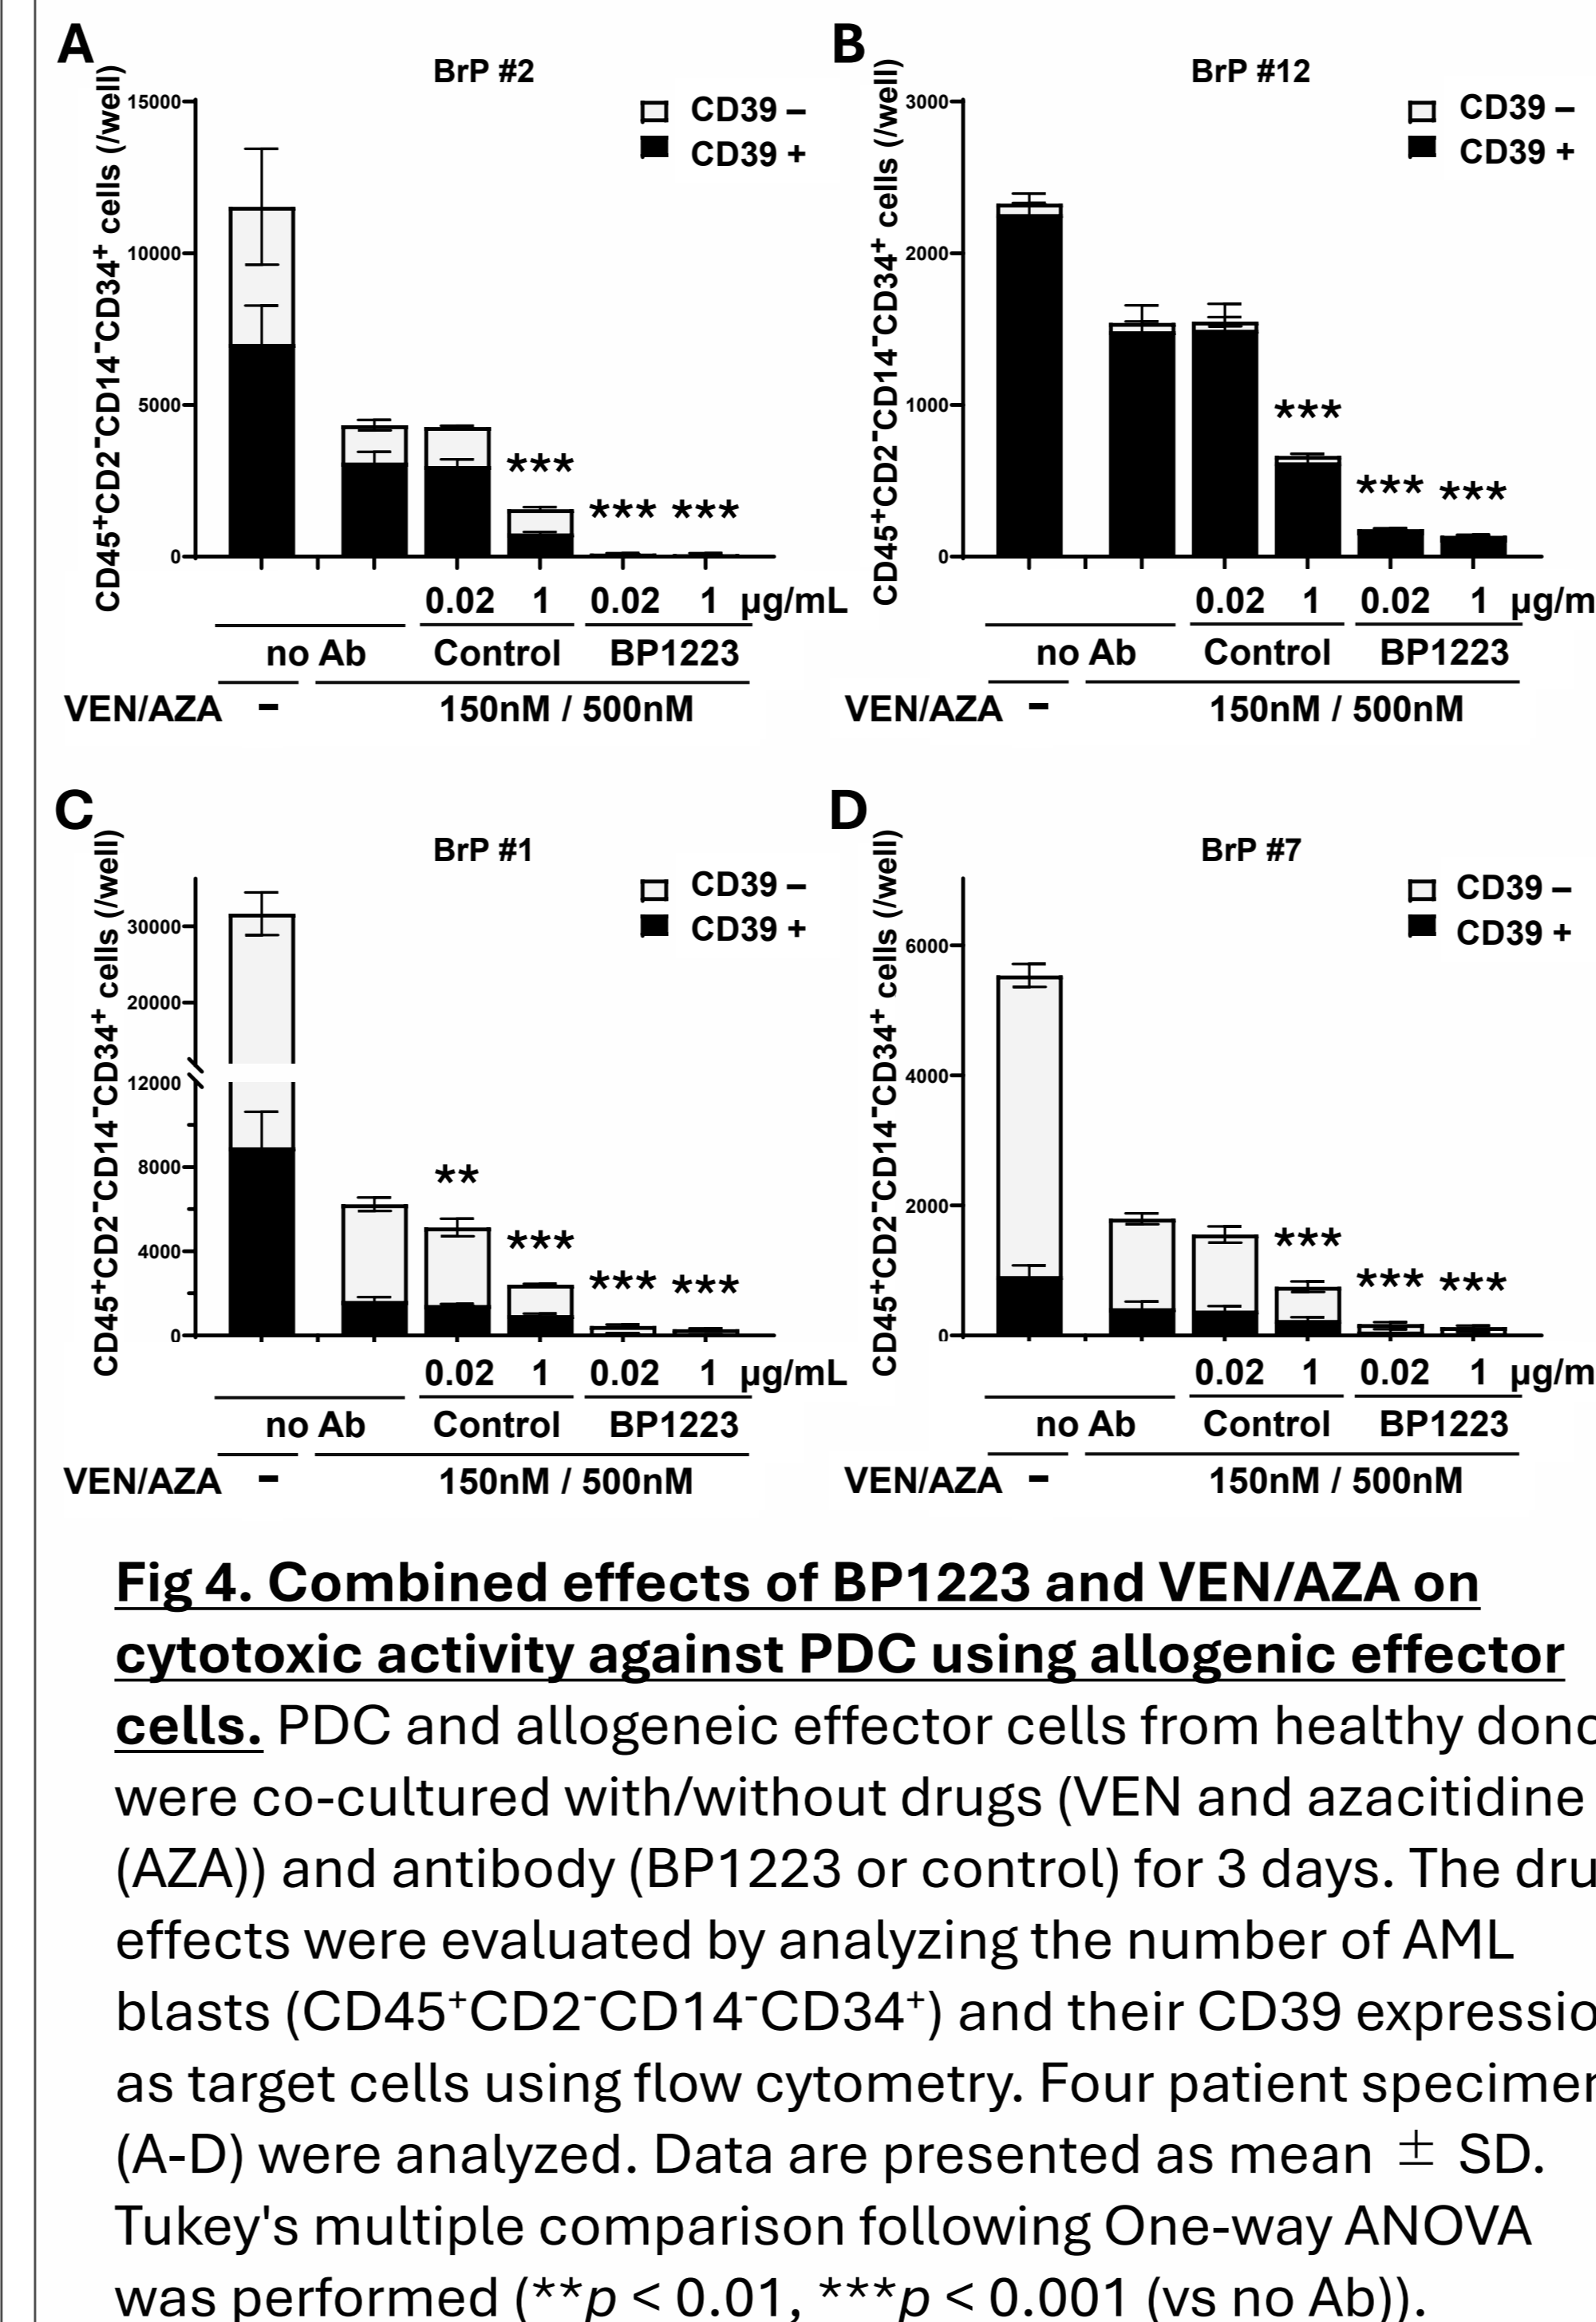 A
BrP #2
CD45⁺CD2⁻CD14⁻CD34⁺ cells (/well)
15000
10000
5000
0
CD39 –
CD39 +
***
*** ***
0.02 1 0.02 1 µg/mL
no Ab Control BP1223
VEN/AZA – 150nM / 500nM
B
BrP #12
CD45⁺CD2⁻CD14⁻CD34⁺ cells (/well)
3000
2000
1000
0
CD39 –
CD39 +
***
*** ***
0.02 1 0.02 1 µg/m
no Ab Control BP1223
VEN/AZA – 150nM / 500nM
C
BrP #1
CD45⁺CD2⁻CD14⁻CD34⁺ cells (/well)
30000
20000
12000
8000
4000
0
CD39 –
CD39 +
**
***
*** ***
0.02 1 0.02 1 µg/mL
no Ab Control BP1223
VEN/AZA – 150nM / 500nM
D
BrP #7
CD45⁺CD2⁻CD14⁻CD34⁺ cells (/well)
6000
4000
2000
0
CD39 –
CD39 +
***
*** ***
0.02 1 0.02 1 µg/m
no Ab Control BP1223
VEN/AZA – 150nM / 500nM
Fig 4. Combined effects of BP1223 and VEN/AZA on
cytotoxic activity against PDC using allogenic effector
cells. PDC and allogeneic effector cells from healthy dono
were co-cultured with/without drugs (VEN and azacitidine
(AZA)) and antibody (BP1223 or control) for 3 days. The dru
effects were evaluated by analyzing the number of AML
blasts (CD45⁺CD2⁻CD14⁻CD34⁺) and their CD39 expressio
as target cells using flow cytometry. Four patient specimen
(A-D) were analyzed. Data are presented as mean ± SD.
Tukey's multiple comparison following One-way ANOVA
was performed (**p < 0.01, ***p < 0.001 (vs no Ab)).